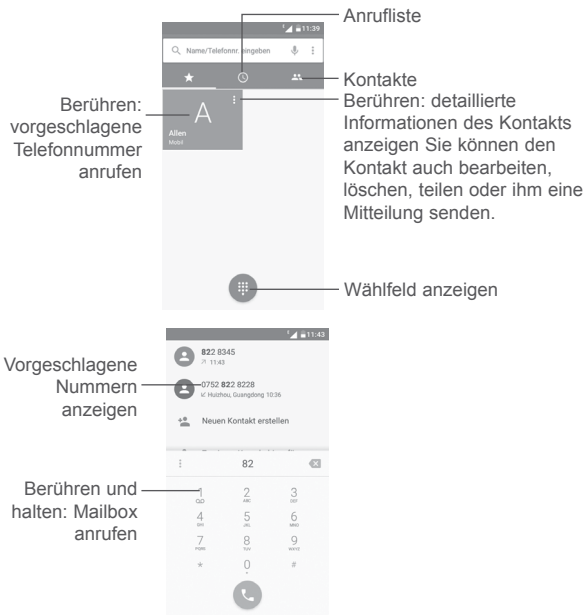 Anrufliste
11:39
Name/Telefonnr. eingeben
Kontakte
Berühren: detaillierte
Informationen des Kontakts
anzeigen Sie können den
Kontakt auch bearbeiten,
löschen, teilen oder ihm eine
Mitteilung senden.
Berühren:
vorgeschlagene
Telefonnummer
anrufen
A
Allen
Mobil
Wählfeld anzeigen
11:43
822 8345
11:43
Vorgeschlagene
Nummern
anzeigen
0752 822 8228
Huizhou, Guangdong 10:36
Neuen Kontakt erstellen
82
Berühren und
halten: Mailbox
anrufen
1 2 3
ABC DEF
4 5 6
GHI JKL MNO
7 8 9
PQRS TUV WXYZ
* 0 #
+